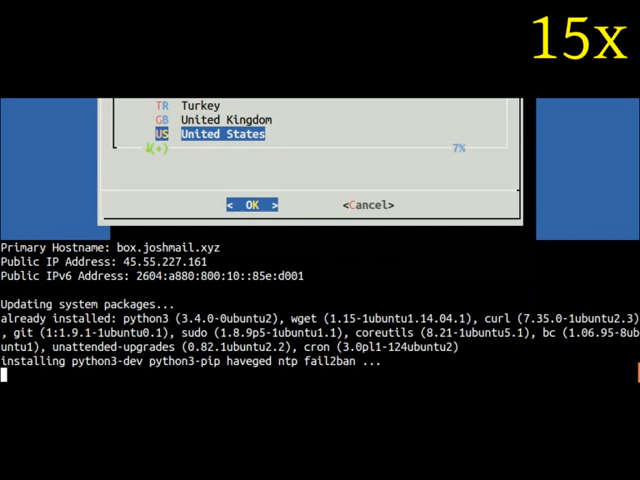 15x
TR Turkey
GB United Kingdom
US United States
↓(+) 7%
< OK > <Cancel>
Primary Hostname: box.joshmail.xyz
Public IP Address: 45.55.227.161
Public IPv6 Address: 2604:a880:800:10::85e:d001
Updating system packages...
already installed: python3 (3.4.0-0ubuntu2), wget (1.15-1ubuntu1.14.04.1), curl (7.35.0-1ubuntu2.3)
, git (1:1.9.1-1ubuntu0.1), sudo (1.8.9p5-1ubuntu1.1), coreutils (8.21-1ubuntu5.1), bc (1.06.95-8ub
untu1), unattended-upgrades (0.82.1ubuntu2.2), cron (3.0pl1-124ubuntu2)
installing python3-dev python3-pip haveged ntp fail2ban ...